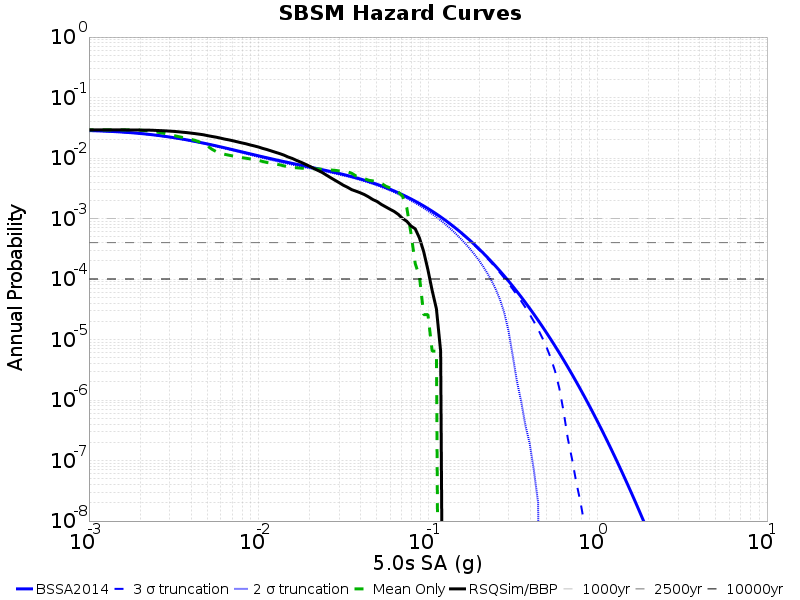 SBSM Hazard Curves
10^0
10^-1
10^-2
10^-3
10^-4
10^-5
10^-6
10^-7
10^-8
Annual Probability
10^-3 10^-2 10^-1 10^0 10^1
5.0s SA (g)
BSSA2014 3 σ truncation 2 σ truncation Mean Only RSQSim/BBP 1000yr 2500yr 10000yr